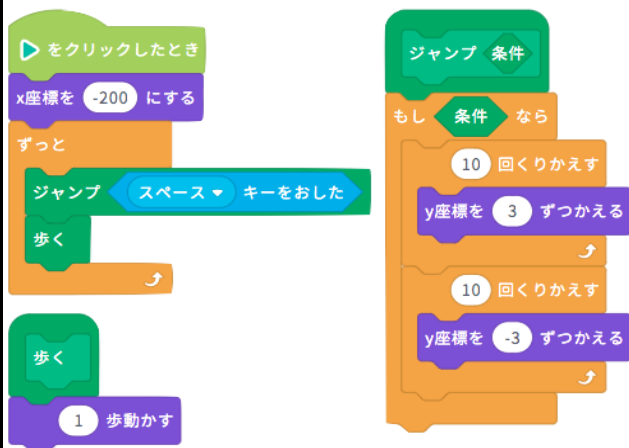 をクリックしたとき
x座標を -200 にする
ずっと
ジャンプ スペース キーをおした
歩く
歩く
1 歩動かす
ジャンプ 条件
もし 条件 なら
10 回くりかえす
y座標を 3 ずつかえる
10 回くりかえす
y座標を -3 ずつかえる